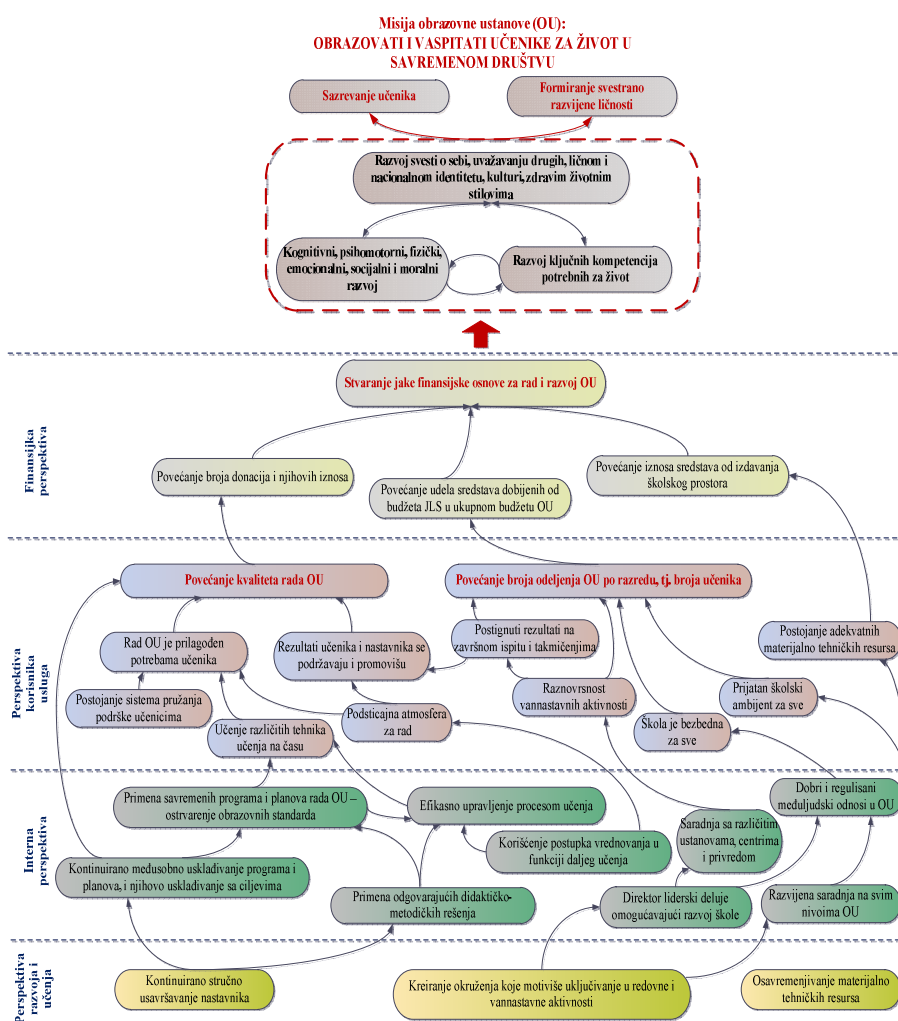 Misija obrazovne ustanove (OU):
OBRAZOVATI I VASPITATI UČENIKE ZA ŽIVOT U
SAVREMENOM DRUŠTVU
Sazrevanje učenika
Formiranje svestrano
razvijene ličnosti
Razvoj svesti o sebi, uvažavanju drugih, ličnom i
nacionalnom identitetu, kulturi, zdravim životnim
stilovima
Kognitivni, psihomotorni, fizički,
emocionalni, socijalni i moralni
razvoj
Razvoj ključnih kompetencija
potrebnih za život
Finansijka
perspektiva
Stvaranje jake finansijske osnove za rad i razvoj OU
Povećanje broja donacija i njihovih iznosa
Povećanje udela sredstava dobijenih od
budžeta JLS u ukupnom budžetu OU
Povećanje iznosa sredstava od izdavanja
školskog prostora
Perspektiva
korisnika
usluga
Povećanje kvaliteta rada OU
Povećanje broja odeljenja OU po razredu, tj. broja učenika
Rad OU je prilagođen
potrebama učenika
Rezultati učenika i nastavnika se
podržavaju i promovišu
Postignuti rezultati na
završnom ispitu i takmičenjima
Postojanje adekvatnih
materijalno tehničkih resursa
Postojanje sistema pružanja
podrške učenicima
Učenje različitih tehnika
učenja na času
Podsticajna atmosfera
za rad
Raznovrsnost
vannastavnih aktivnosti
Škola je bezbedna
za sve
Prijatan školski
ambijent za sve
Interna
perspektiva
Primena savremenih programa i planova rada OU –
ostrvarenje obrazovnih standarda
Efikasno upravljenje procesom učenja
Dobri i regulisani
međuljudski odnosi u OU
Korišćenje postupka vrednovanja u
funkciji daljeg učenja
Saradnja sa različitim
ustanovama, centrima
i privredom
Kontinuirano međusobno usklađivanje programa i
planova, i njihovo usklađivanje sa ciljevima
Primena odgovarajućih didaktičko-
metodičkih rešenja
Direktor liderski deluje
omogućavajući razvoj škole
Razvijena saradnja na svim
nivoima OU
Perspektiva
razvoja i
učenja
Kontinuirano stručno
usavršavanje nastavnika
Kreiranje okruženja koje motiviše uključivanje u redovne i
vannastavne aktivnosti
Osavremenjivanje materijalno
tehničkih resursa